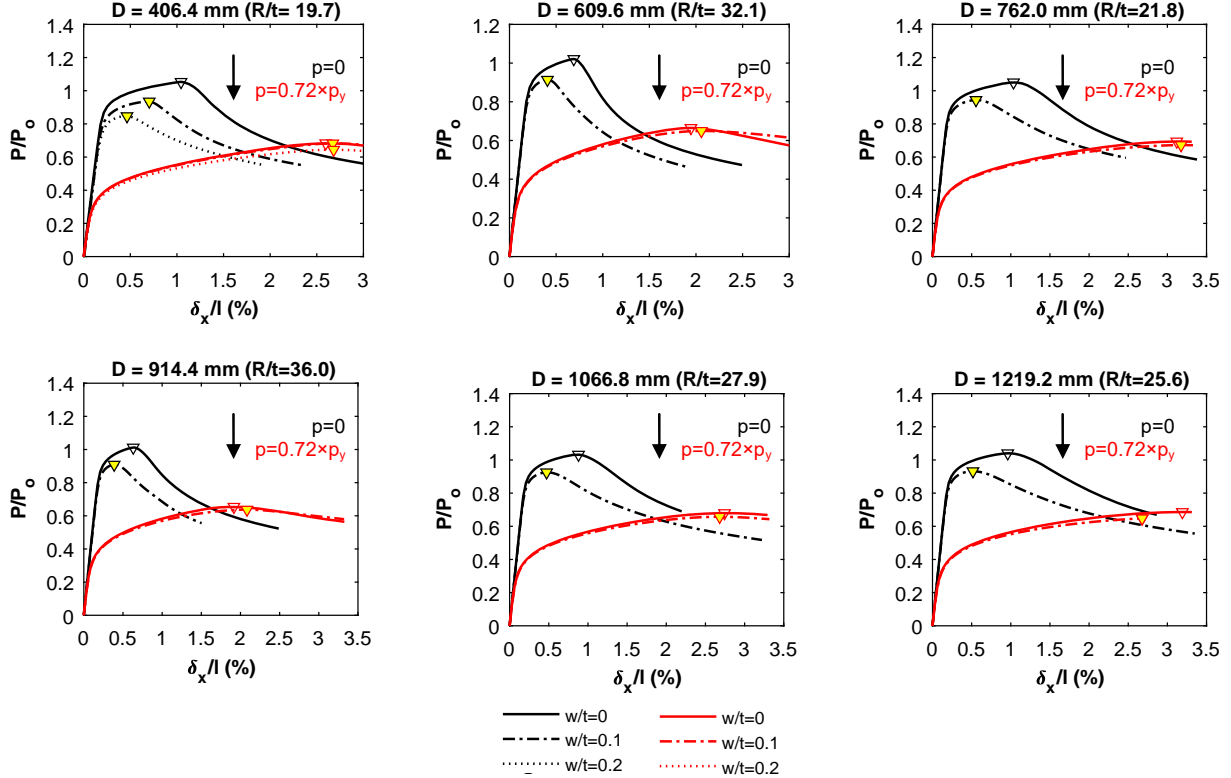 D = 406.4 mm (R/t= 19.7)
1.4
1.2
1
0.8
0.6
0.4
0.2
0
P/Pₒ
p=0
p=0.72×p_y
0 0.5 1 1.5 2 2.5 3
δₓ/l (%)
D = 609.6 mm (R/t= 32.1)
1.4
1.2
1
0.8
0.6
0.4
0.2
0
P/Pₒ
p=0
p=0.72×p_y
0 0.5 1 1.5 2 2.5 3
δₓ/l (%)
D = 762.0 mm (R/t=21.8)
1.4
1.2
1
0.8
0.6
0.4
0.2
0
P/Pₒ
p=0
p=0.72×p_y
0 0.5 1 1.5 2 2.5 3 3.5
δₓ/l (%)
D = 914.4 mm (R/t=36.0)
1.4
1.2
1
0.8
0.6
0.4
0.2
0
P/Pₒ
p=0
p=0.72×p_y
0 0.5 1 1.5 2 2.5 3 3.5
δₓ/l (%)
D = 1066.8 mm (R/t=27.9)
1.4
1.2
1
0.8
0.6
0.4
0.2
0
P/Pₒ
p=0
p=0.72×p_y
0 0.5 1 1.5 2 2.5 3 3.5
δₓ/l (%)
D = 1219.2 mm (R/t=25.6)
1.4
1.2
1
0.8
0.6
0.4
0.2
0
P/Pₒ
p=0
p=0.72×p_y
0 0.5 1 1.5 2 2.5 3 3.5
δₓ/l (%)
w/t=0 w/t=0
w/t=0.1 w/t=0.1
w/t=0.2 w/t=0.2